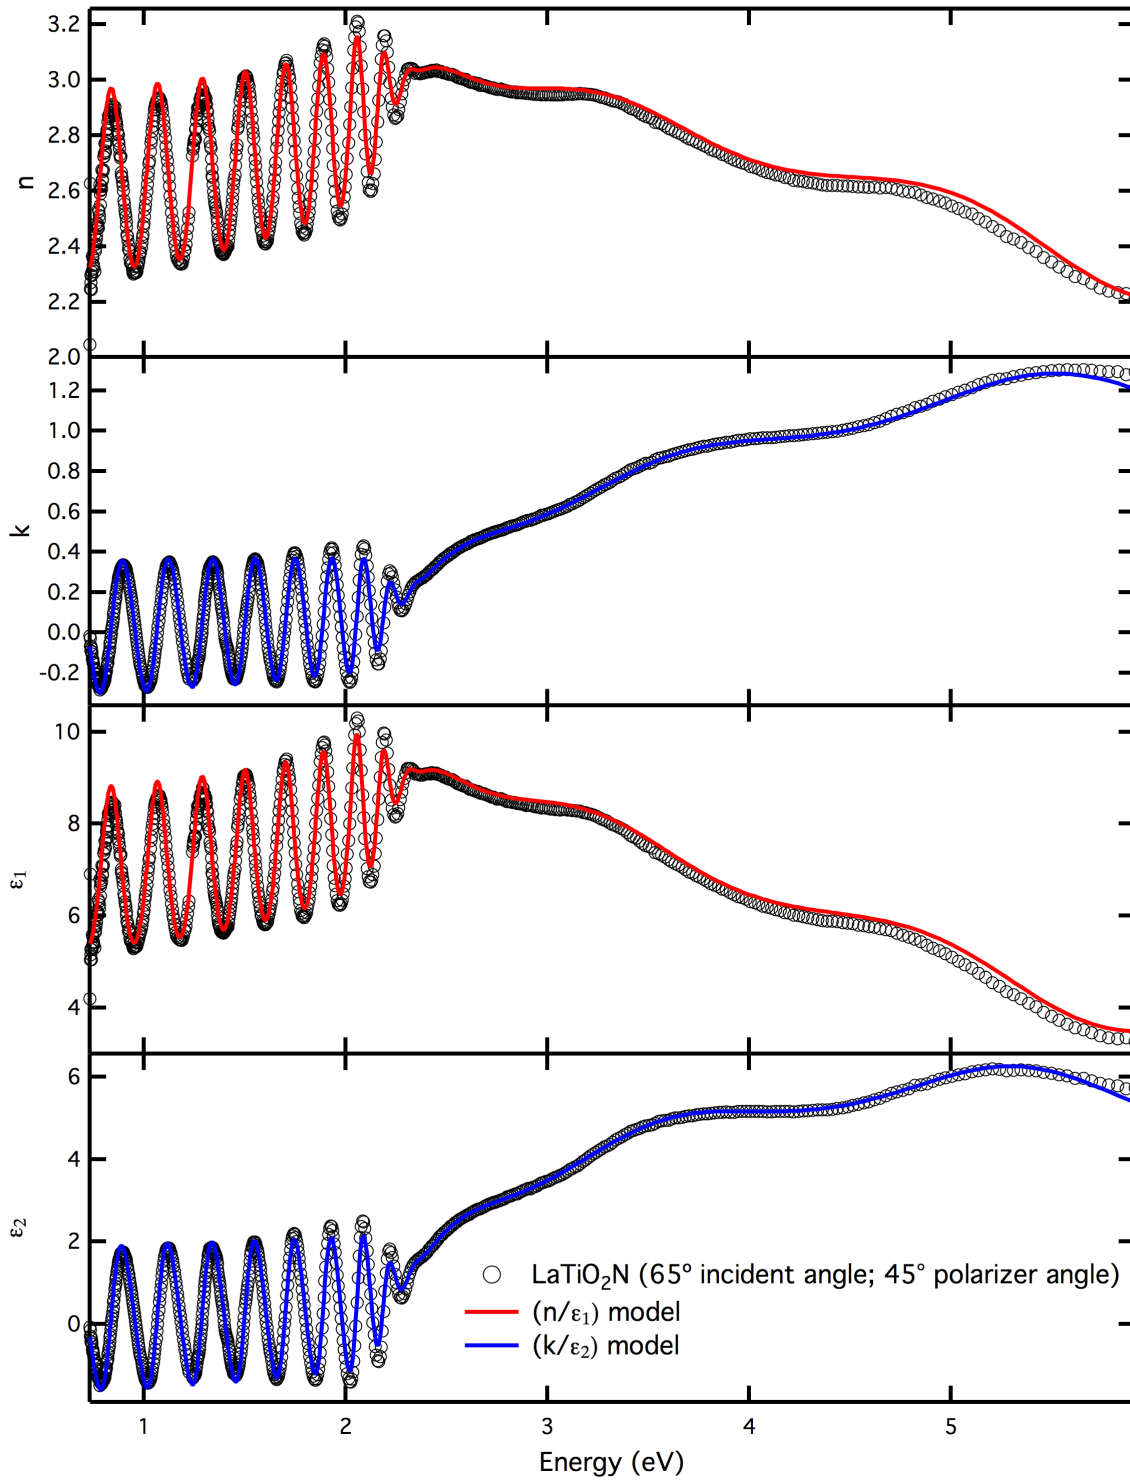 3.2
3.0
2.8
2.6
2.4
2.2
2.0
n
1.2
1.0
0.8
0.6
0.4
0.2
0.0
-0.2
k
10
8
6
4
ε₁
6
4
2
0
ε₂
LaTiO₂N (65° incident angle; 45° polarizer angle)
(n/ε₁) model
(k/ε₂) model
1 2 3 4 5
Energy (eV)